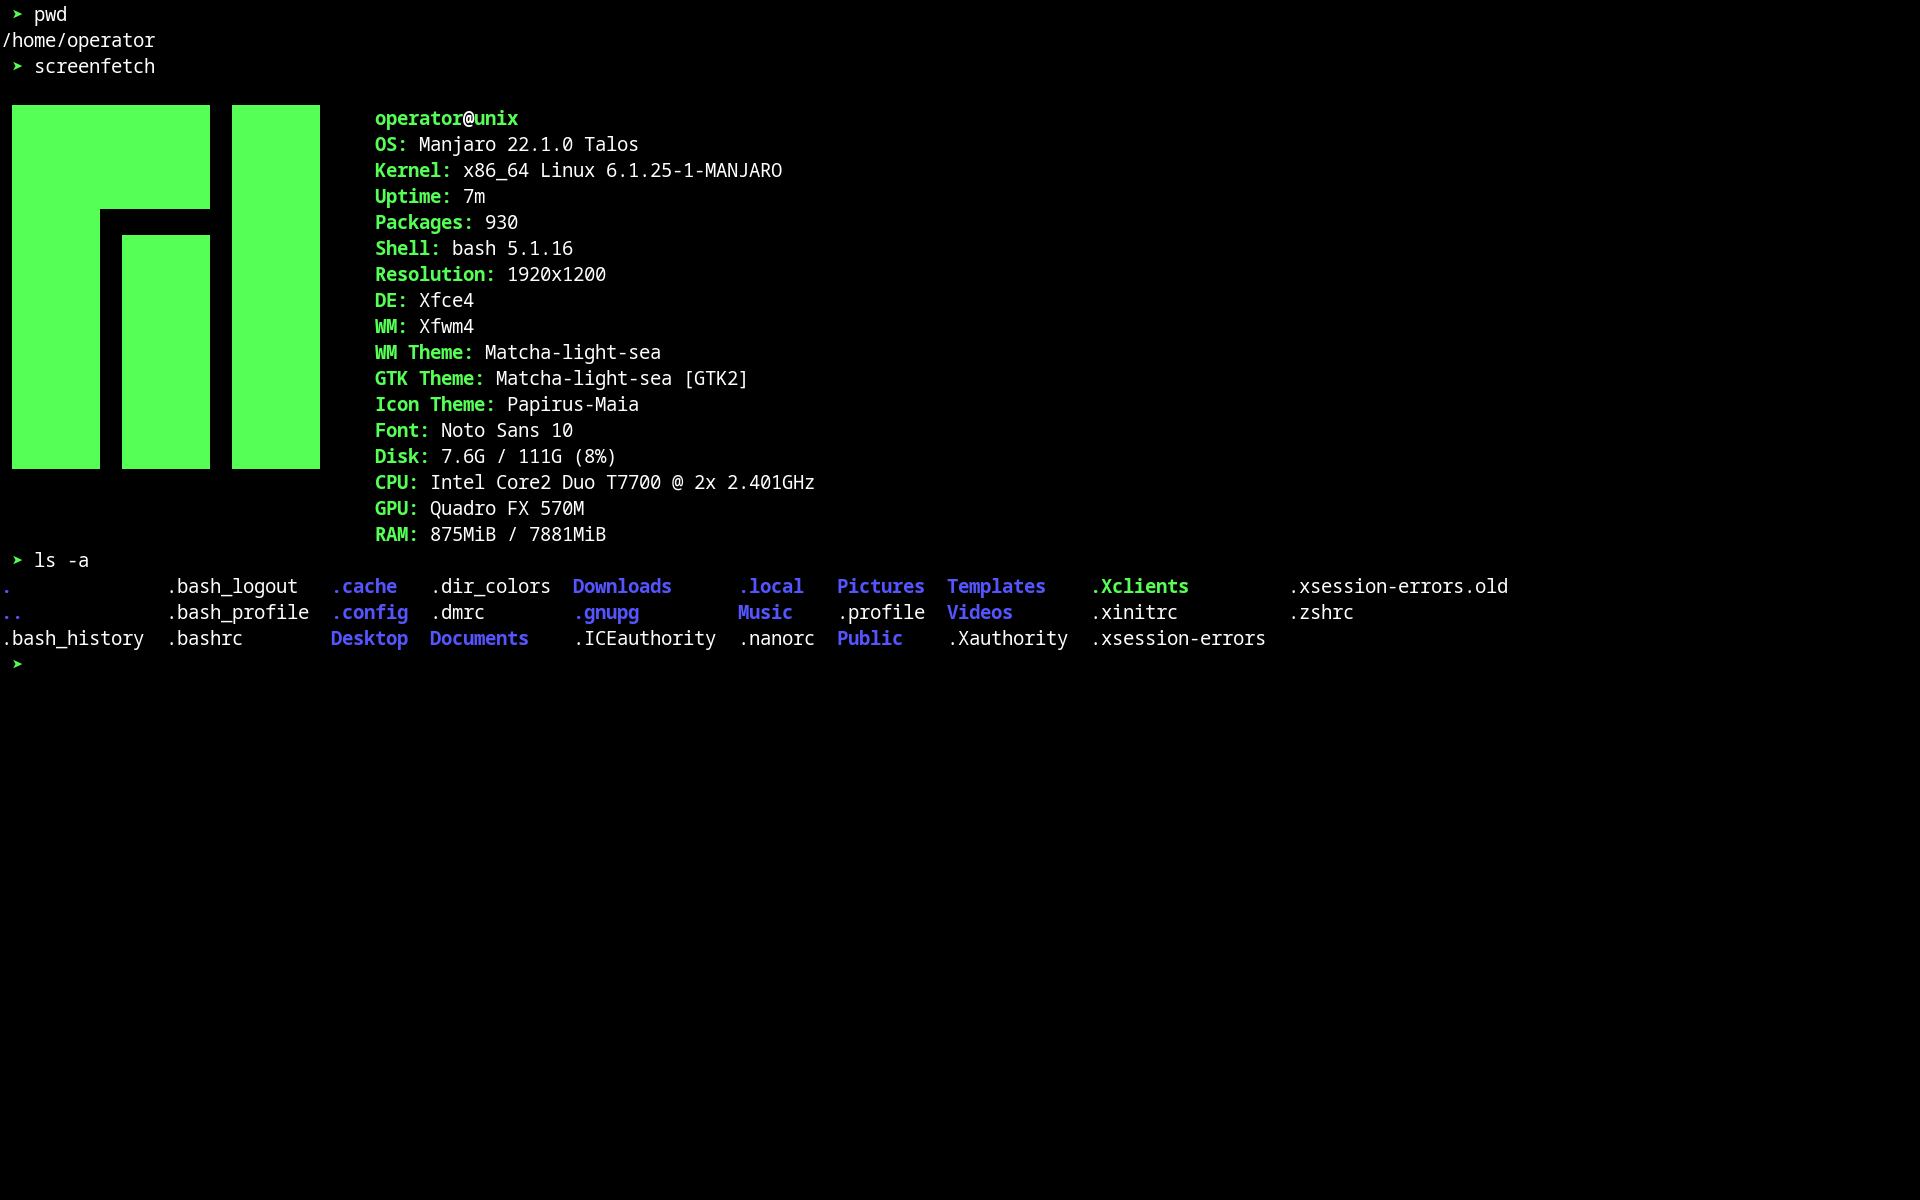 ➤ pwd
/home/operator
➤ screenfetch
operator@unix
OS: Manjaro 22.1.0 Talos
Kernel: x86_64 Linux 6.1.25-1-MANJARO
Uptime: 7m
Packages: 930
Shell: bash 5.1.16
Resolution: 1920x1200
DE: Xfce4
WM: Xfwm4
WM Theme: Matcha-light-sea
GTK Theme: Matcha-light-sea [GTK2]
Icon Theme: Papirus-Maia
Font: Noto Sans 10
Disk: 7.6G / 111G (8%)
CPU: Intel Core2 Duo T7700 @ 2x 2.401GHz
GPU: Quadro FX 570M
RAM: 875MiB / 7881MiB
➤ ls -a
. .bash_logout .cache .dir_colors Downloads .local Pictures Templates .Xclients .xsession-errors.old
.. .bash_profile .config .dmrc .gnupg Music .profile Videos .xinitrc .zshrc
.bash_history .bashrc Desktop Documents .ICEauthority .nanorc Public .Xauthority .xsession-errors
➤